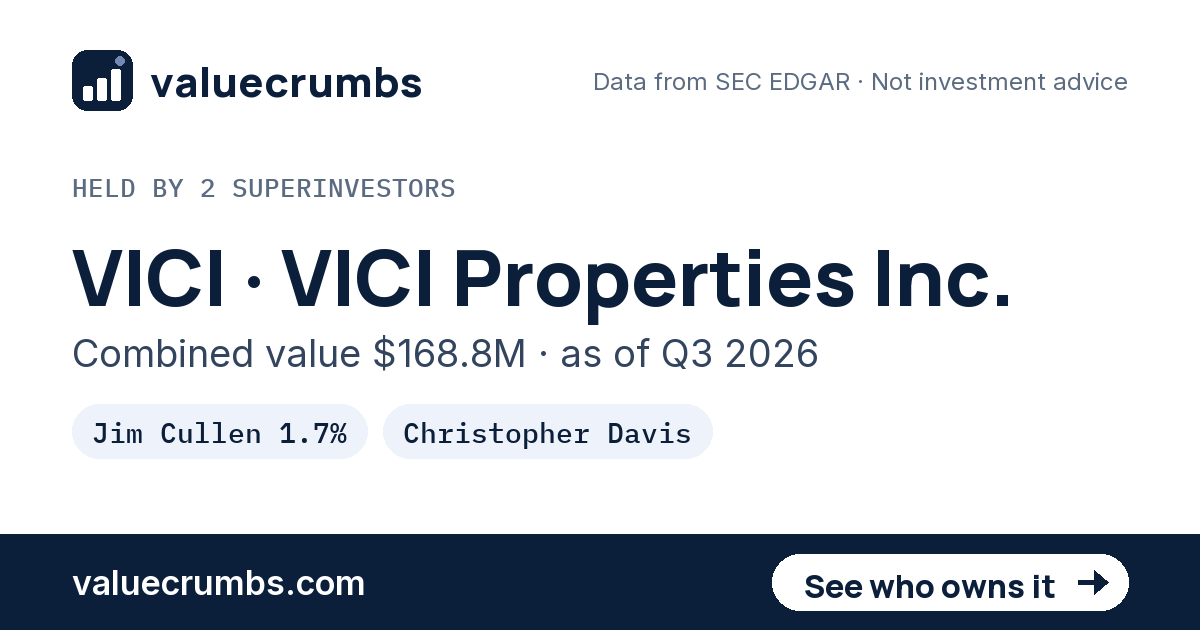 valuecrumbs
Data from SEC EDGAR · Not investment advice
HELD BY 2 SUPERINVESTORS
VICI · VICI Properties Inc.
Combined value $168.8M · as of Q3 2026
Jim Cullen 1.7%
Christopher Davis
valuecrumbs.com
See who owns it →